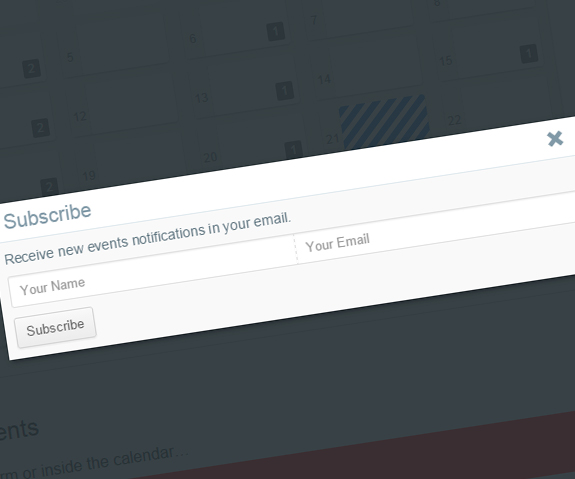 8
7
6 1
5
2
15 1
14
13 1
12
2
22
21
20 1
19
2
Subscribe
Receive new events notifications in your email.
Your Name Your Email
Subscribe
ents
rm or inside the calendar...